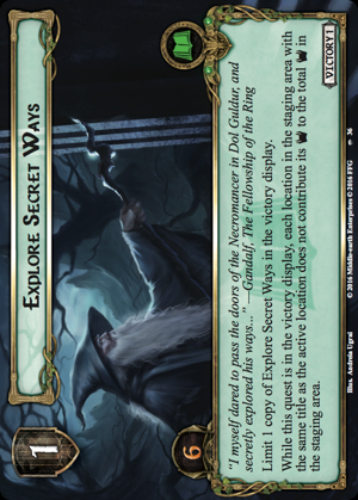 1
EXPLORE SECRET WAYS
6
"I myself dared to pass the doors of the Necromancer in Dol Guldur, and
secretly explored his ways..." —Gandalf, The Fellowship of the Ring
Limit 1 copy of Explore Secret Ways in the victory display.
While this quest is in the victory display, each location in the staging area with
the same title as the active location does not contribute its to the total in
the staging area.
VICTORY 1
Illus. Andreia Ugrai
© 2016 Middle-earth Enterprises © 2016 FFG
36